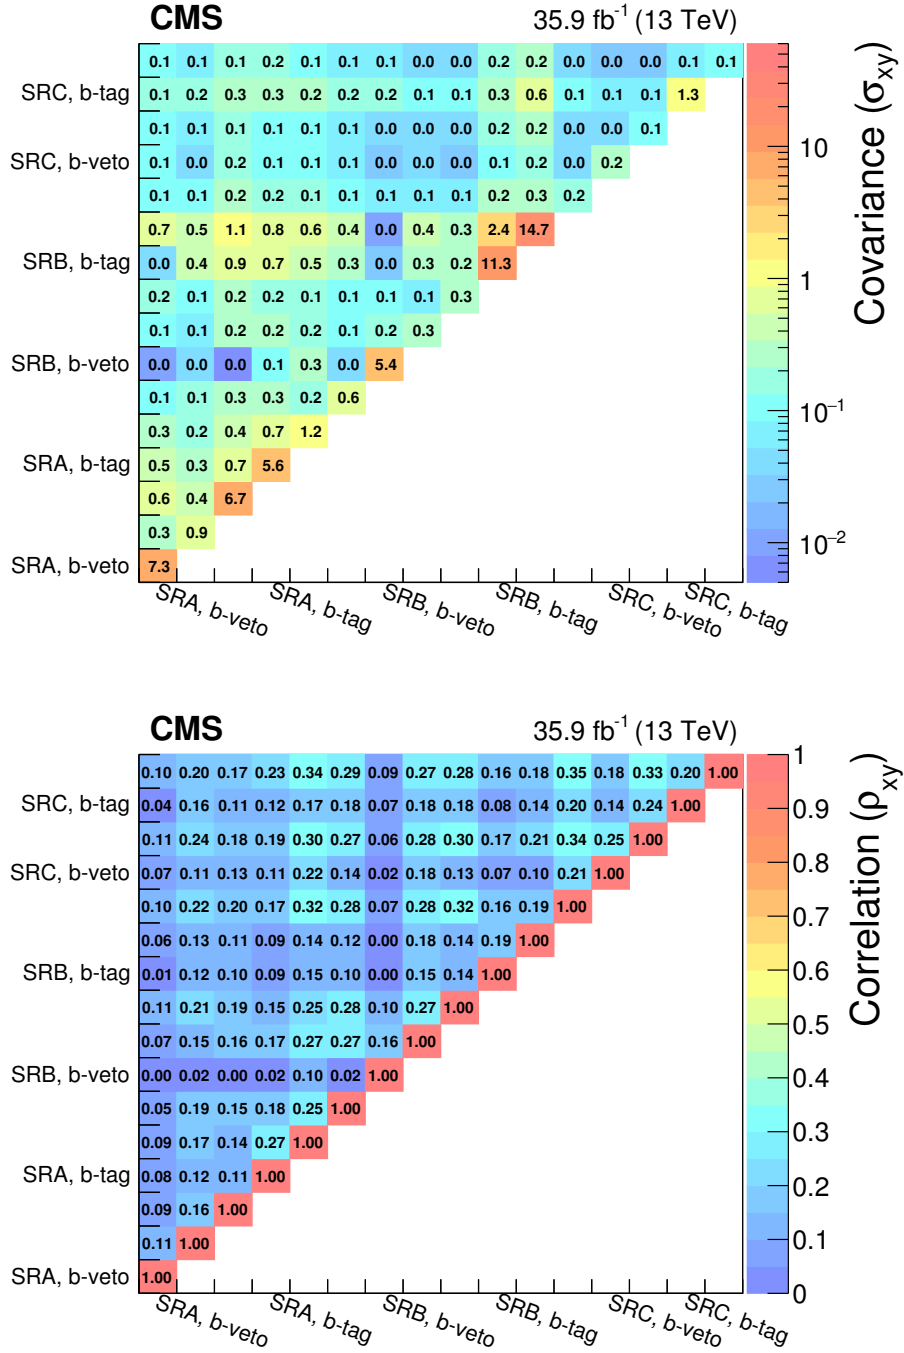 CMS 35.9 fb⁻¹ (13 TeV)
0.1 0.1 0.1 0.2 0.1 0.1 0.0 0.0 0.2 0.2 0.0 0.0 0.0 0.1 0.1
SRC, b-tag 0.1 0.2 0.3 0.3 0.2 0.2 0.2 0.1 0.1 0.3 0.6 0.1 0.1 0.1 1.3
0.1 0.1 0.1 0.1 0.1 0.1 0.0 0.0 0.0 0.2 0.2 0.0 0.0 0.1
SRC, b-veto 0.1 0.0 0.2 0.1 0.1 0.1 0.0 0.0 0.0 0.1 0.2 0.0 0.2
0.1 0.1 0.2 0.2 0.1 0.1 0.1 0.1 0.1 0.2 0.3 0.2
0.7 0.5 1.1 0.8 0.6 0.4 0.0 0.4 0.3 2.4 14.7
SRB, b-tag 0.0 0.4 0.9 0.7 0.5 0.3 0.0 0.3 0.2 11.3
0.2 0.1 0.2 0.2 0.1 0.1 0.1 0.1 0.3
0.1 0.1 0.2 0.2 0.2 0.1 0.2 0.3
SRB, b-veto 0.0 0.0 0.0 0.1 0.3 0.0 5.4
0.1 0.1 0.3 0.3 0.2 0.6
0.3 0.2 0.4 0.7 1.2
SRA, b-tag 0.5 0.3 0.7 5.6
0.6 0.4 6.7
0.3 0.9
SRA, b-veto 7.3
SRA, b-veto SRA, b-tag SRB, b-veto SRB, b-tag SRC, b-veto SRC, b-tag
10
1
10⁻¹
10⁻²
Covariance (σxy)
CMS 35.9 fb⁻¹ (13 TeV)
0.10 0.20 0.17 0.23 0.34 0.29 0.09 0.27 0.28 0.16 0.18 0.35 0.18 0.33 0.20 1.00
SRC, b-tag 0.04 0.16 0.11 0.12 0.17 0.18 0.07 0.18 0.18 0.08 0.14 0.20 0.14 0.24 1.00
0.11 0.24 0.18 0.19 0.30 0.27 0.06 0.28 0.30 0.17 0.21 0.34 0.25 1.00
SRC, b-veto 0.07 0.11 0.13 0.11 0.22 0.14 0.02 0.18 0.13 0.07 0.10 0.21 1.00
0.10 0.22 0.20 0.17 0.32 0.28 0.07 0.28 0.32 0.16 0.19 1.00
0.06 0.13 0.11 0.09 0.14 0.12 0.00 0.18 0.14 0.19 1.00
SRB, b-tag 0.01 0.12 0.10 0.09 0.15 0.10 0.00 0.15 0.14 1.00
0.11 0.21 0.19 0.15 0.25 0.28 0.10 0.27 1.00
0.07 0.15 0.16 0.17 0.27 0.27 0.16 1.00
SRB, b-veto 0.00 0.02 0.00 0.02 0.10 0.02 1.00
0.05 0.19 0.15 0.18 0.25 1.00
0.09 0.17 0.14 0.27 1.00
SRA, b-tag 0.08 0.12 0.11 1.00
0.09 0.16 1.00
0.11 1.00
SRA, b-veto 1.00
SRA, b-veto SRA, b-tag SRB, b-veto SRB, b-tag SRC, b-veto SRC, b-tag
1
0.9
0.8
0.7
0.6
0.5
0.4
0.3
0.2
0.1
0
Correlation (ρxy)